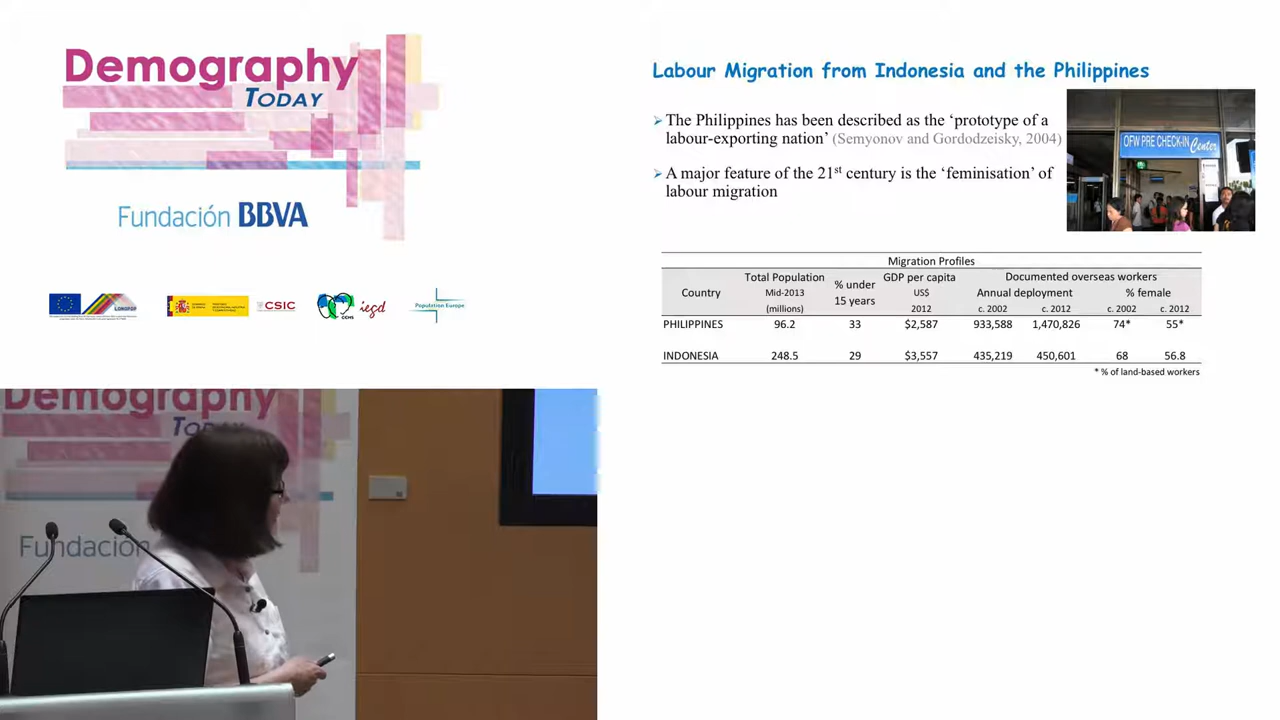 Demography
TODAY
Fundación BBVA
CSIC
CCHS
iegd
Population Europe
Labour Migration from Indonesia and the Philippines
The Philippines has been described as the ‘prototype of a
labour-exporting nation’ (Semyonov and Gordodzeisky, 2004)
A major feature of the 21st century is the ‘feminisation’ of
labour migration
OFW PRE CHECK-IN Center
Migration Profiles
Country
Total Population
Mid-2013
(millions)
% under
15 years
GDP per capita
US$
2012
Documented overseas workers
Annual deployment
% female
c. 2002
c. 2012
c. 2002
c. 2012
PHILIPPINES 96.2 33 $2,587 933,588 1,470,826 74* 55*
INDONESIA 248.5 29 $3,557 435,219 450,601 68 56.8
* % of land-based workers
Demography
TODAY
Fundación